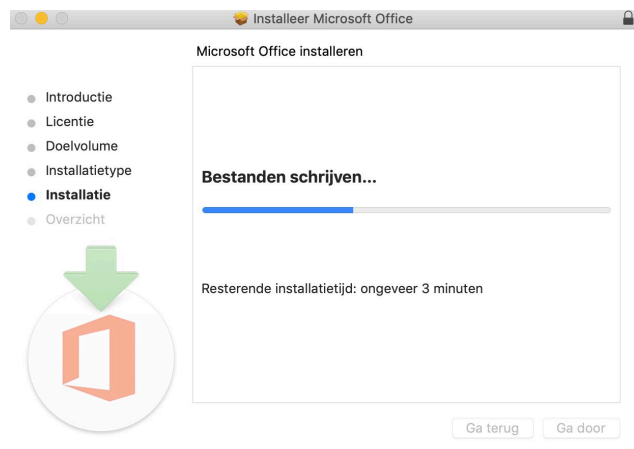 Installeer Microsoft Office
Microsoft Office installeren
Introductie
Licentie
Doelvolume
Installatietype
Installatie
Overzicht
Bestanden schrijven...
Resterende installatietijd: ongeveer 3 minuten
Ga terug
Ga door